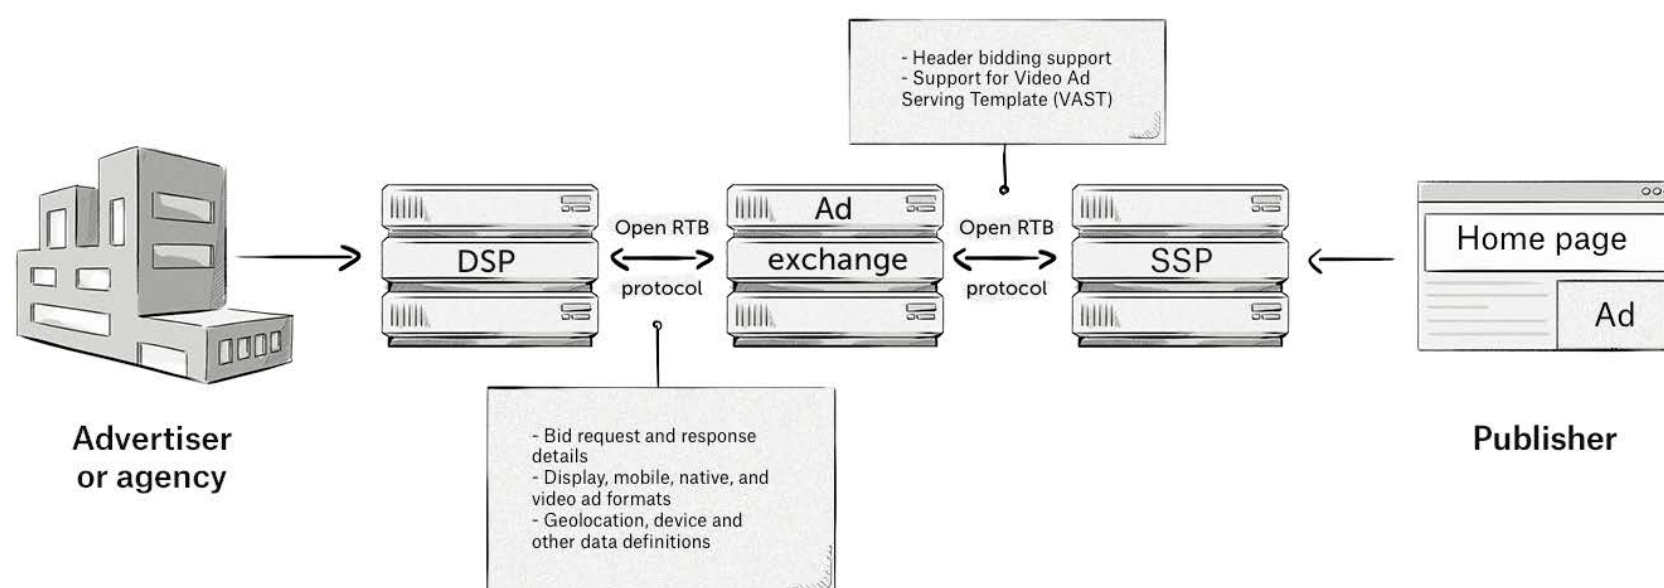 - Header bidding support
- Support for Video Ad
Serving Template (VAST)
Ad
exchange
DSP
Open RTB
protocol
Open RTB
protocol
SSP
Home page
Ad
Advertiser
or agency
- Bid request and response
details
- Display, mobile, native, and
video ad formats
- Geolocation, device and
other data definitions
Publisher